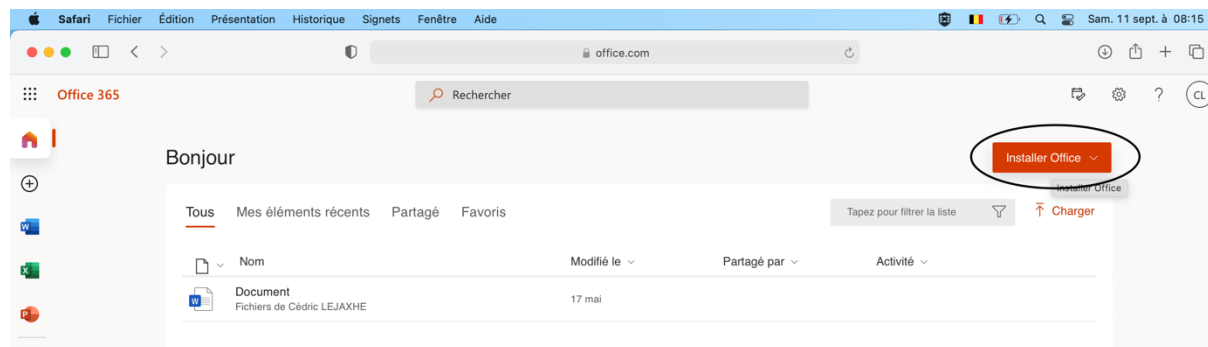 Safari Fichier Édition Présentation Historique Signets Fenêtre Aide Sam. 11 sept. à 08:15
office.com
Office 365 Rechercher ? CL
Bonjour
Installer Office
Installer Office
Tous Mes éléments récents Partagé Favoris Tapez pour filtrer la liste Charger
Nom Modifié le Partagé par Activité
Document
Fichiers de Cédric LEJAXHE 17 mai